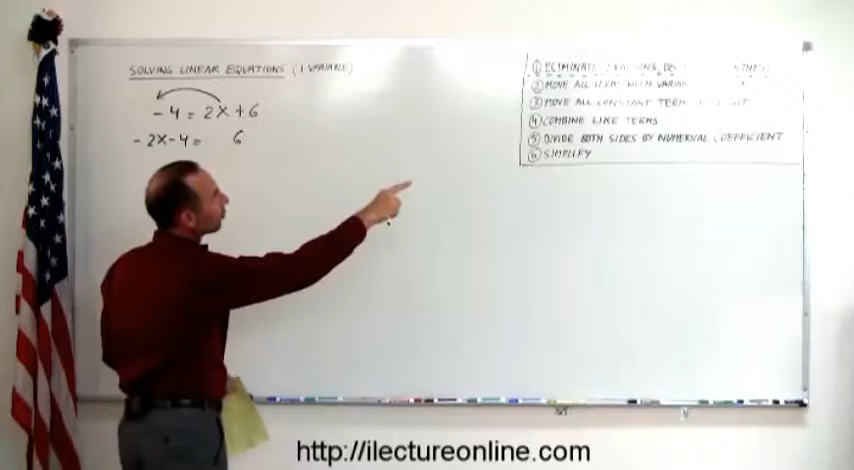 SOLVING LINEAR EQUATIONS (1 VARIABLE)
-4 = 2X + 6
-2X-4 = 6
① ELIMINATE
② MOVE ALL WITH
③ MOVE ALL CONSTANT
④ COMBINE LIKE TERMS
⑤ DIVIDE BOTH SIDES BY NUMERICAL COEFFICIENT
⑥ SIMPLIFY
http://ilectureonline.com